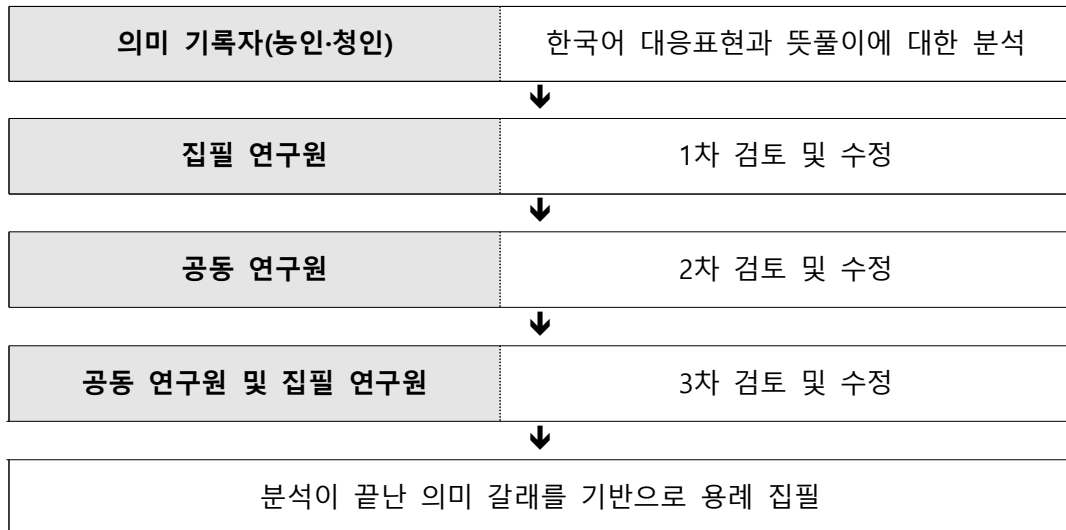 의미 기록자(농인·청인) 한국어 대응표현과 뜻풀이에 대한 분석
집필 연구원 1차 검토 및 수정
공동 연구원 2차 검토 및 수정
공동 연구원 및 집필 연구원 3차 검토 및 수정
분석이 끝난 의미 갈래를 기반으로 용례 집필